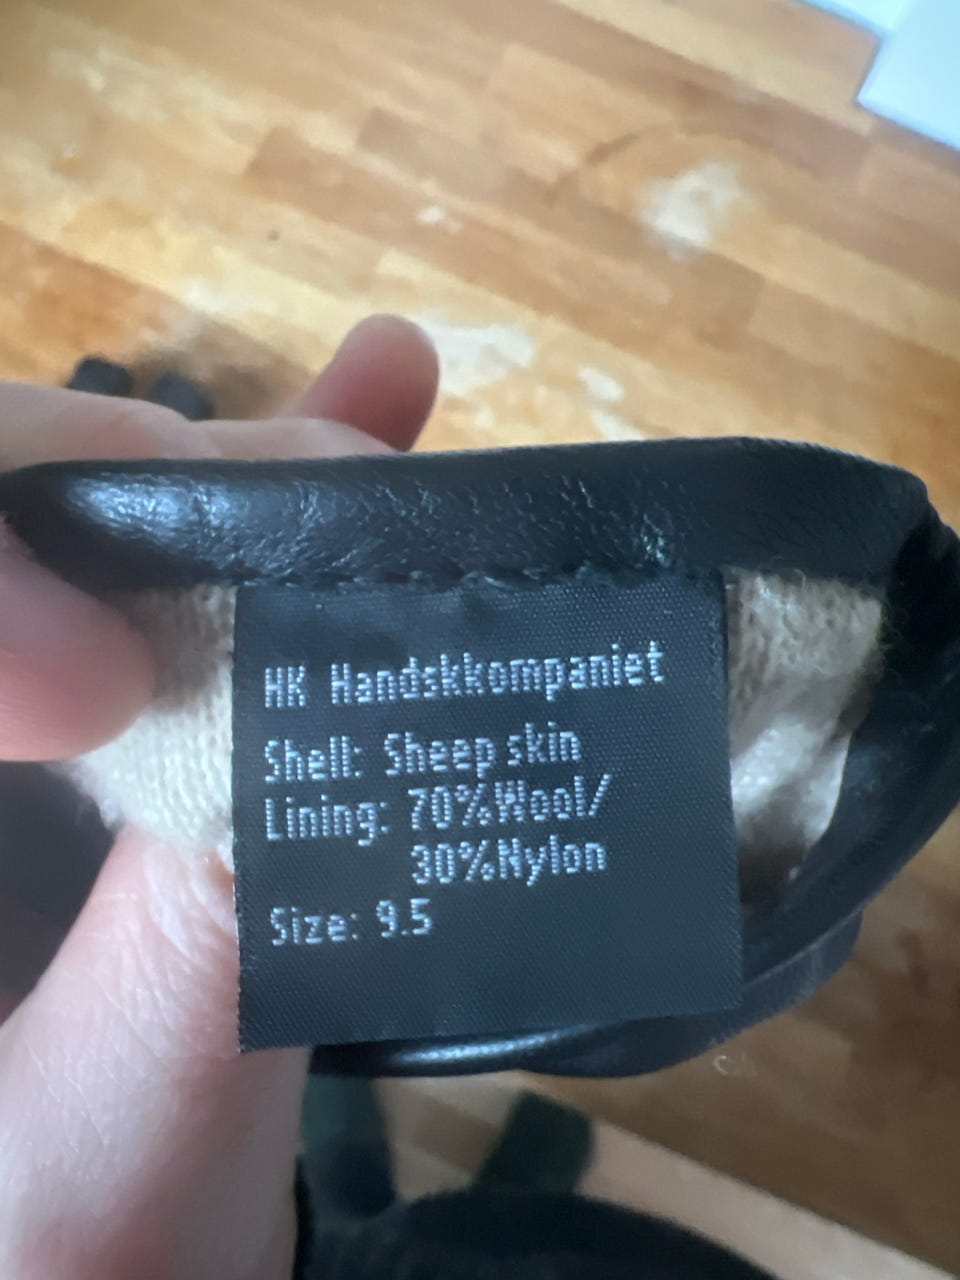 HK Handskkompaniet
Shell: Sheep skin
Lining: 70%Wool/
30%Nylon
Size: 9.5